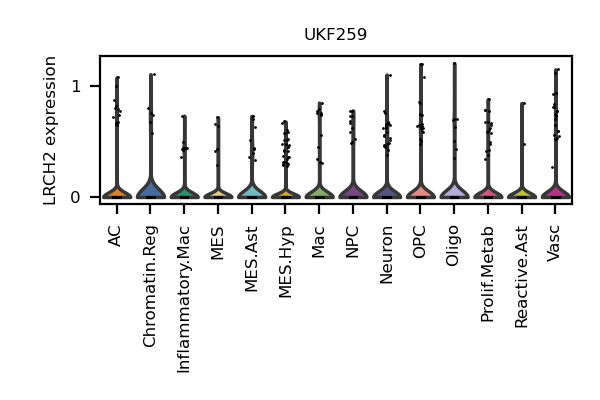 UKF259
LRCH2 expression
1
0
AC
Chromatin.Reg
Inflammatory.Mac
MES
MES.Ast
MES.Hyp
Mac
NPC
Neuron
OPC
Oligo
Prolif.Metab
Reactive.Ast
Vasc